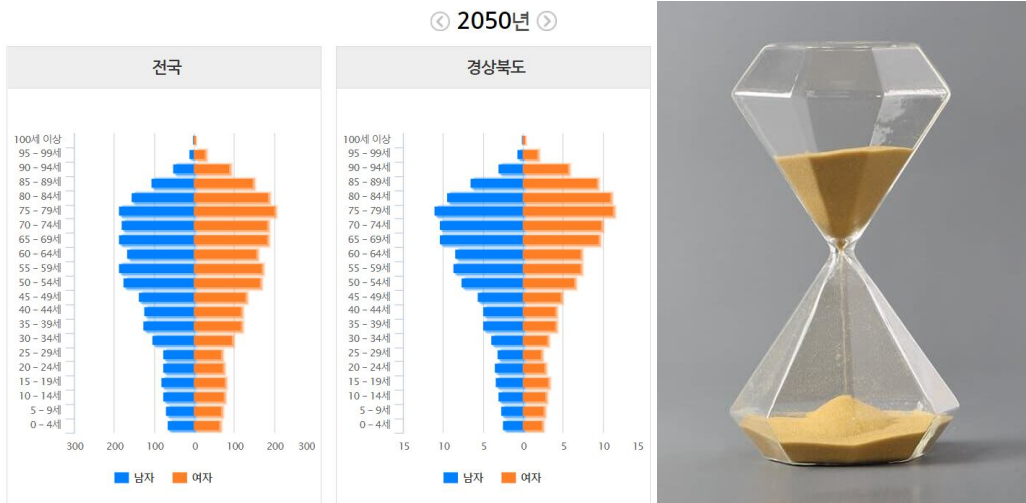 2050년
전국
100세 이상
95 - 99세
90 - 94세
85 - 89세
80 - 84세
75 - 79세
70 - 74세
65 - 69세
60 - 64세
55 - 59세
50 - 54세
45 - 49세
40 - 44세
35 - 39세
30 - 34세
25 - 29세
20 - 24세
15 - 19세
10 - 14세
5 - 9세
0 - 4세
300 200 100 0 100 200 300
남자 여자
경상북도
100세 이상
95 - 99세
90 - 94세
85 - 89세
80 - 84세
75 - 79세
70 - 74세
65 - 69세
60 - 64세
55 - 59세
50 - 54세
45 - 49세
40 - 44세
35 - 39세
30 - 34세
25 - 29세
20 - 24세
15 - 19세
10 - 14세
5 - 9세
0 - 4세
15 10 5 0 5 10 15
남자 여자